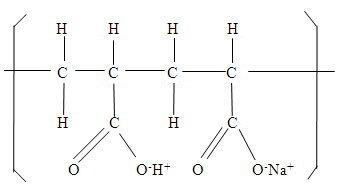 H H H H
C C C C
H H
C C
O O-H+ O O-Na+